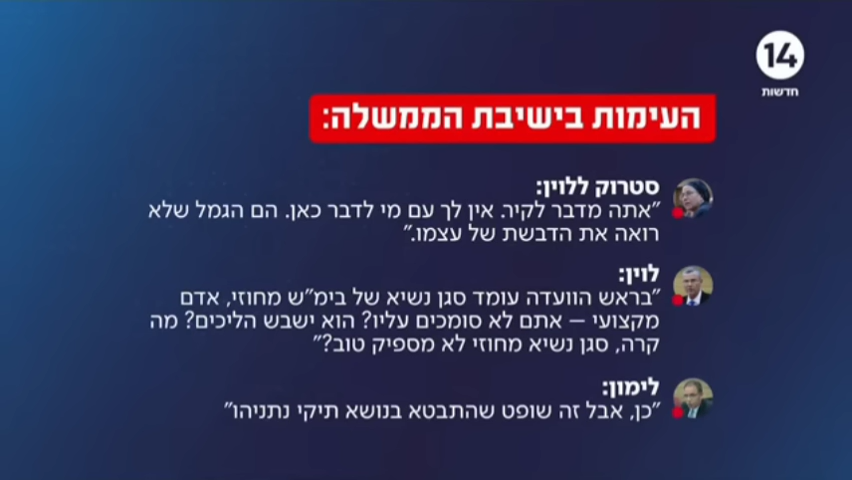 14
חדשות
העימות בישיבת הממשלה:
סטרוק ללוין:
"אתה מדבר לקיר. אין לך עם מי לדבר כאן. הם הגמל שלא
רואה את הדבשת של עצמו."
לוין:
"בראש הוועדה עומד סגן נשיא של בימ"ש מחוזי, אדם
מקצועי – אתם לא סומכים עליו? הוא ישבש הליכים? מה
קרה, סגן נשיא מחוזי לא מספיק טוב?"
לימון:
"כן, אבל זה שופט שהתבטא בנושא תיקי נתניהו"